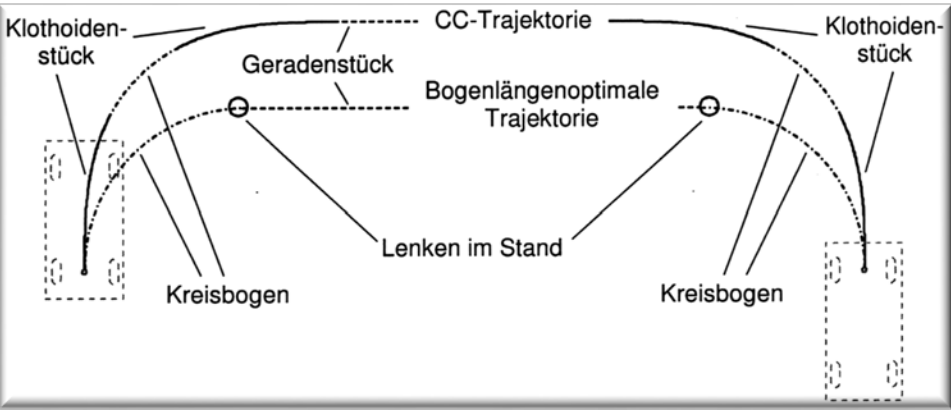 Klothoiden-
stück
CC-Trajektorie
Klothoiden-
stück
Geradenstück
Bogenlängenoptimale
Trajektorie
Lenken im Stand
Kreisbogen
Kreisbogen